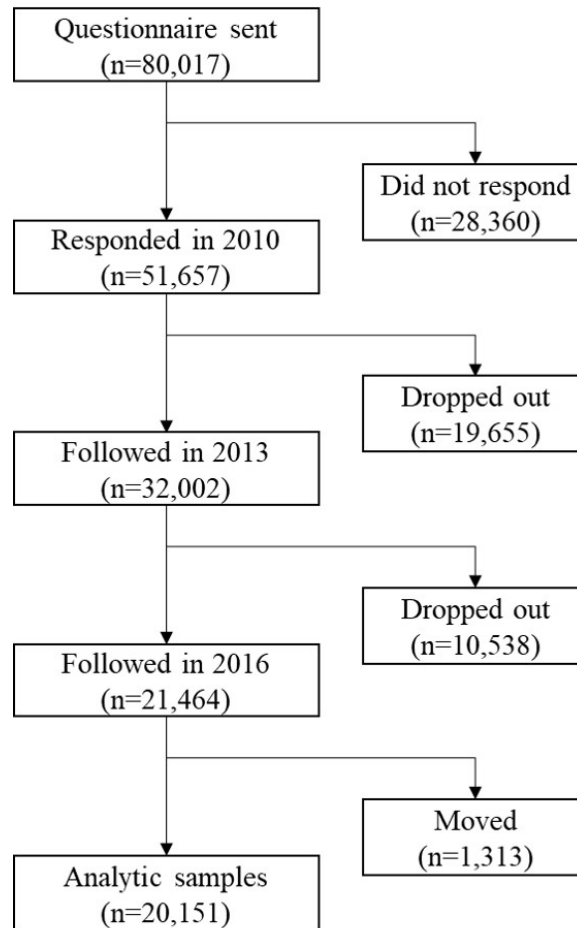 Questionnaire sent
(n=80,017)
Did not respond
(n=28,360)
Responded in 2010
(n=51,657)
Dropped out
(n=19,655)
Followed in 2013
(n=32,002)
Dropped out
(n=10,538)
Followed in 2016
(n=21,464)
Moved
(n=1,313)
Analytic samples
(n=20,151)